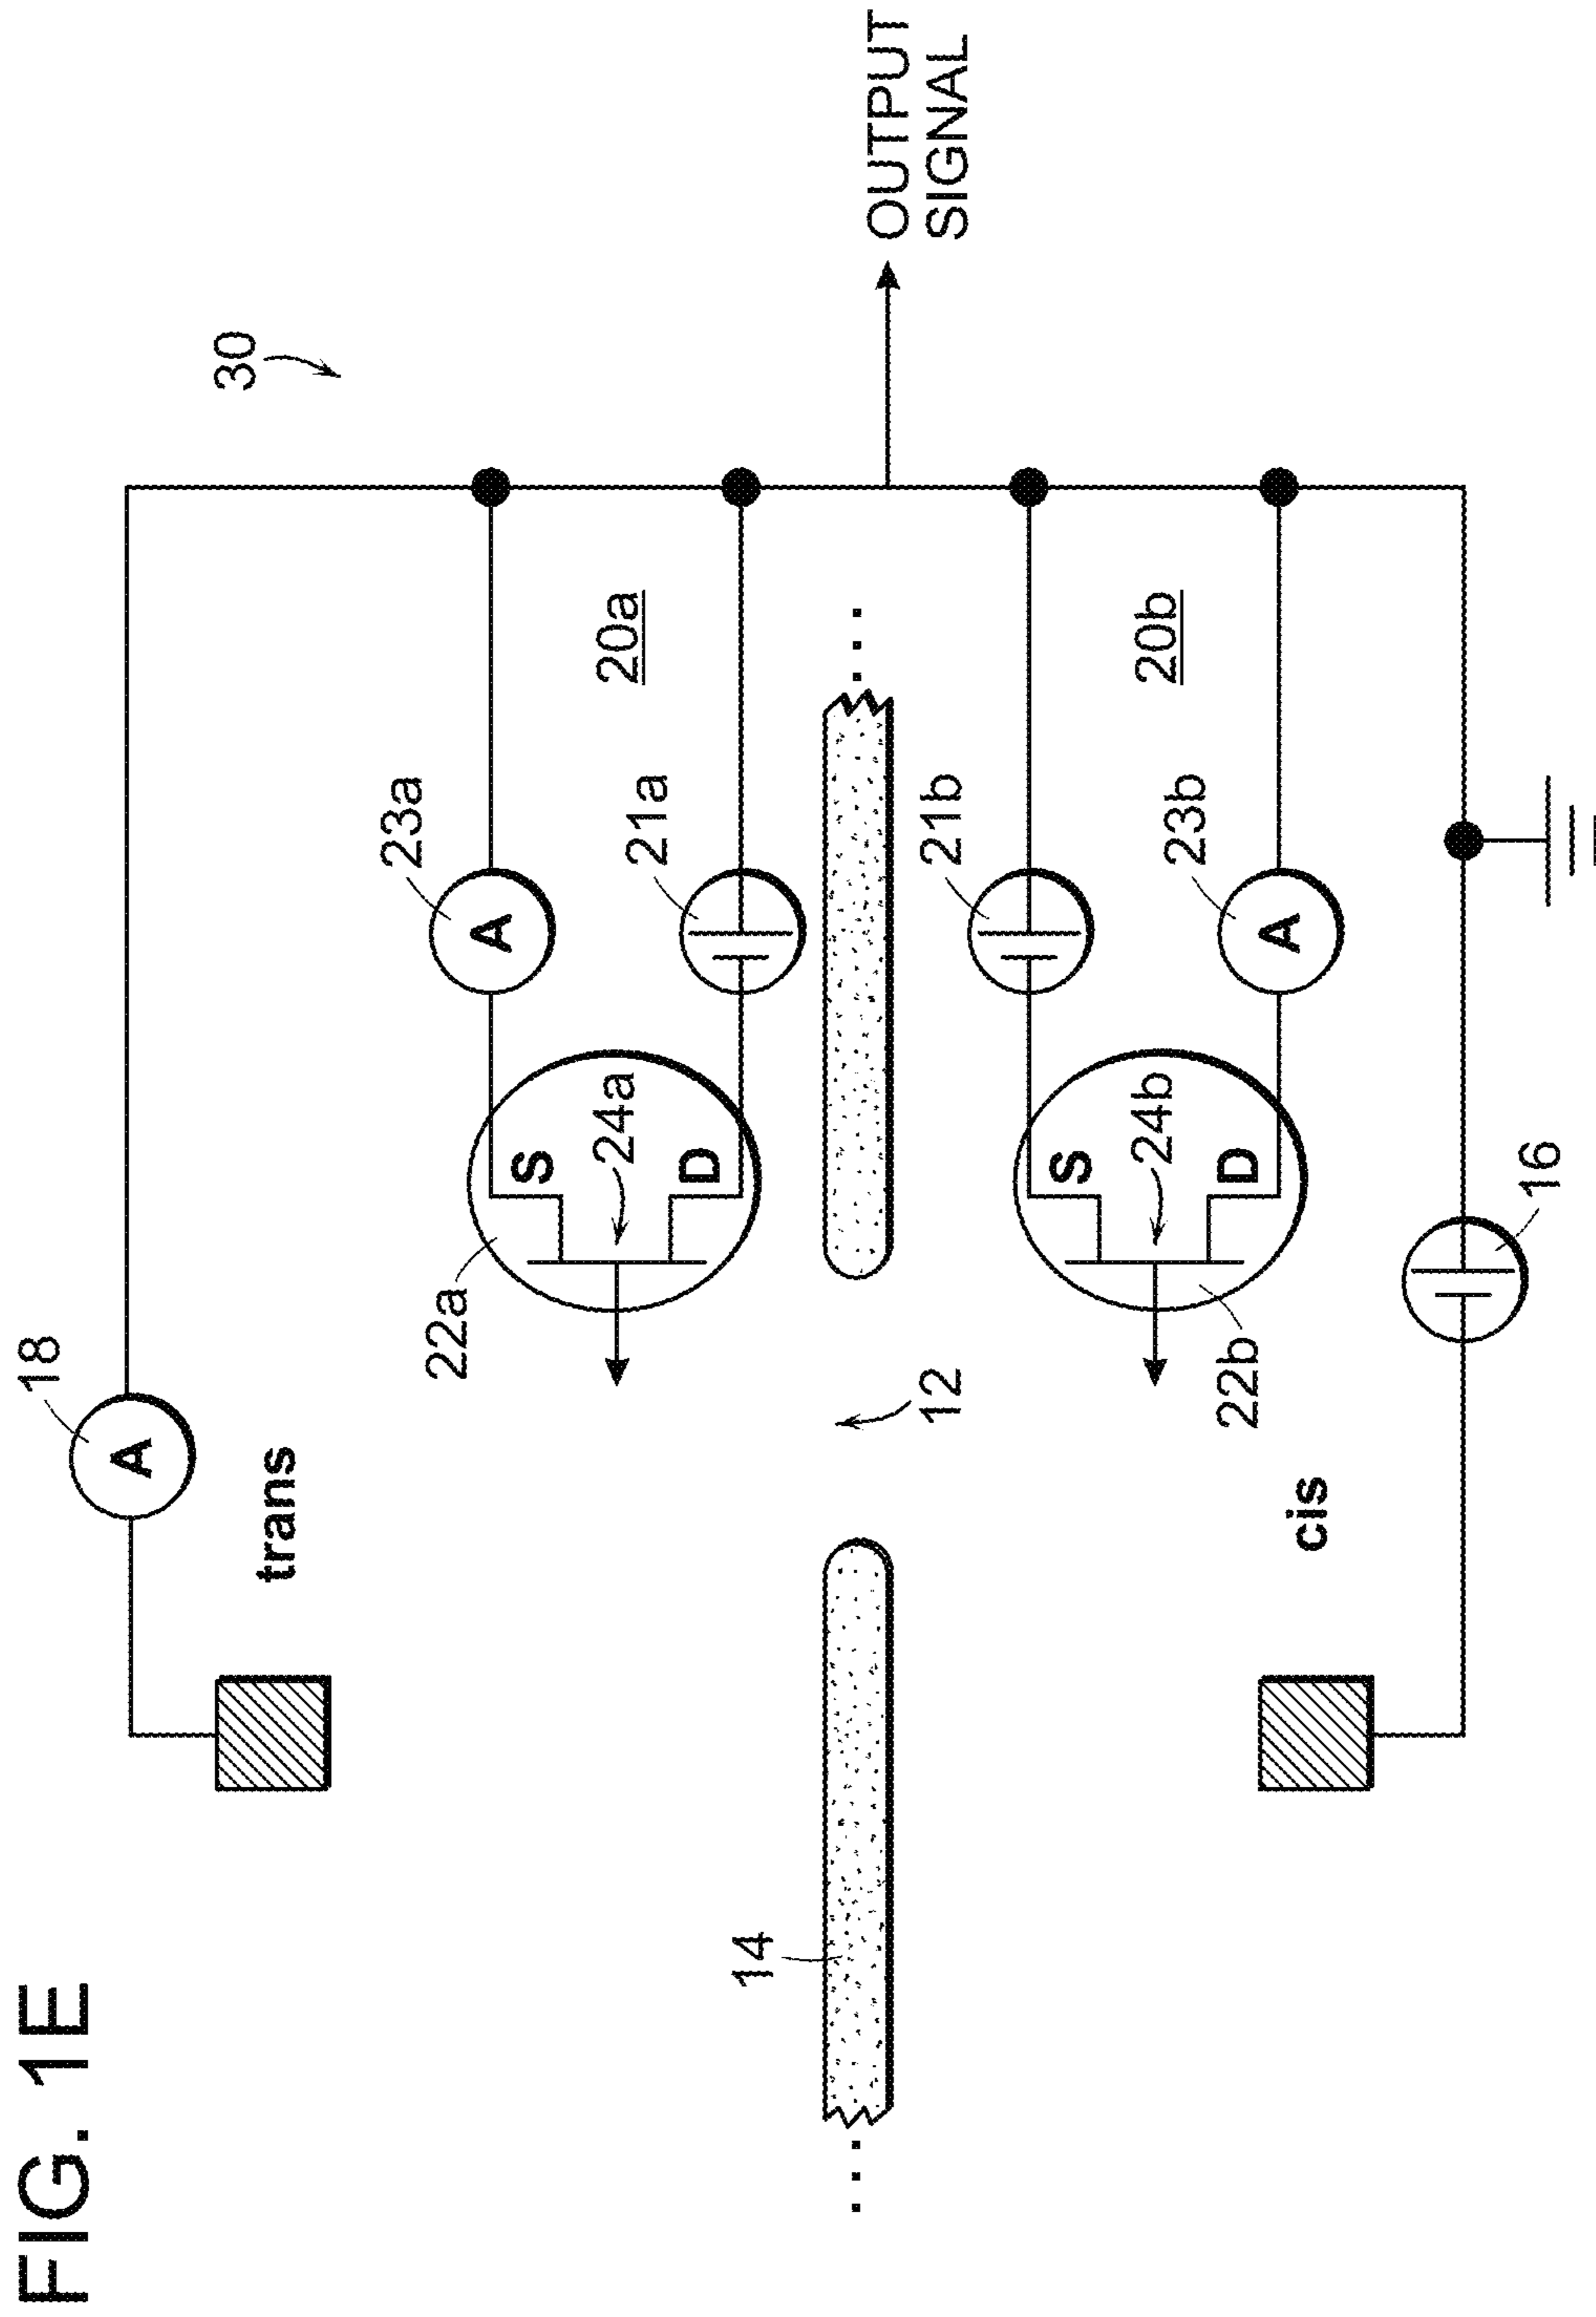 FIG. 1E
18
A
trans
30
22a
S
24a
D
23a
A
21a
20a
14
12
OUTPUT
SIGNAL
21b
20b
S
24b
D
22b
23b
A
cis
16